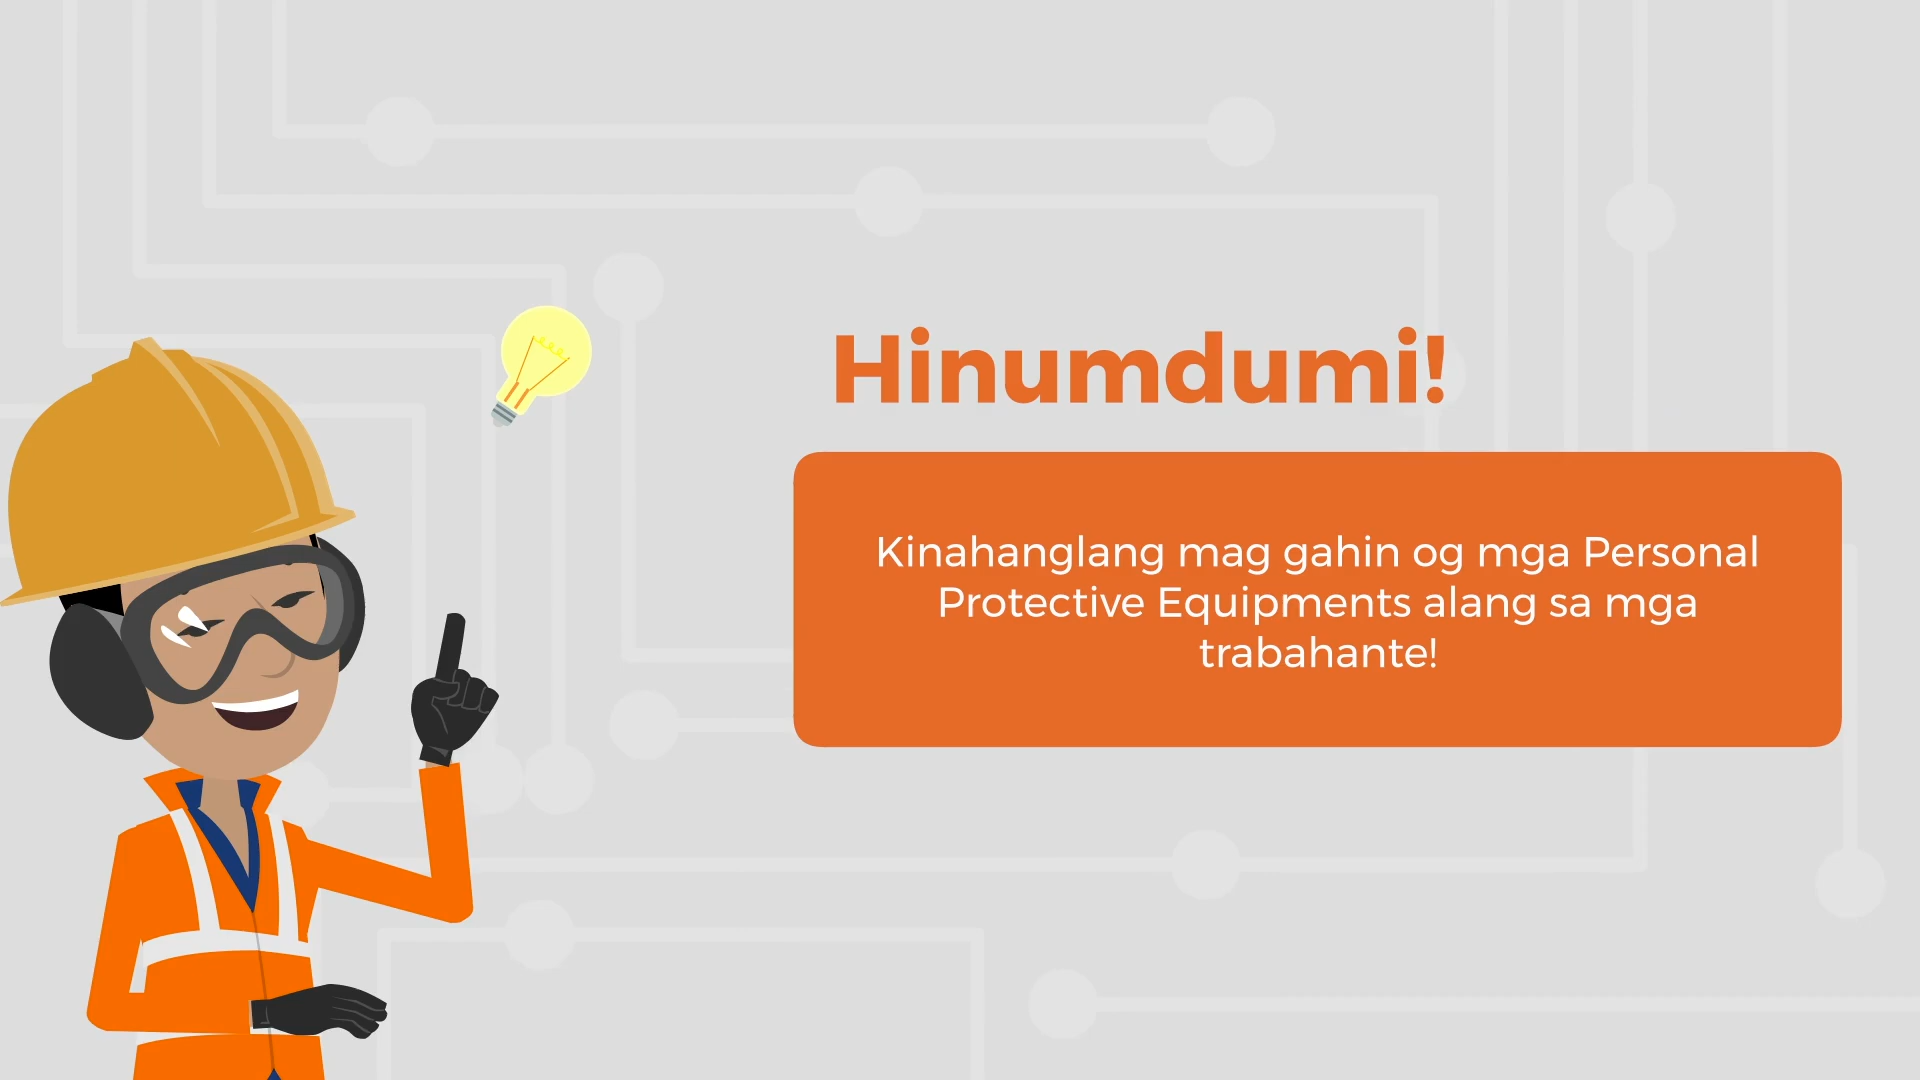 Hinumdumi!
Kinahanglang mag gahin og mga Personal
Protective Equipments alang sa mga
trabahante!